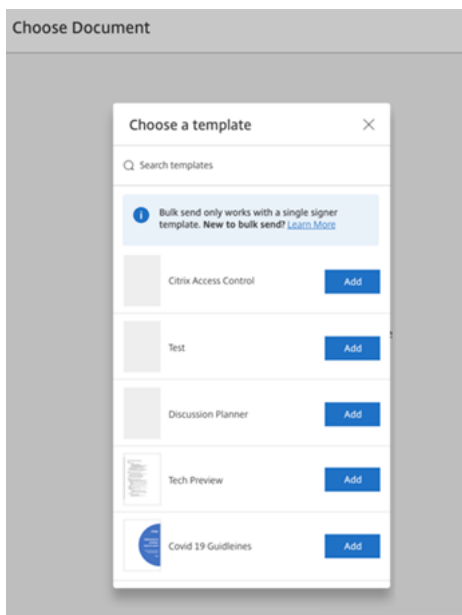 Choose Document
Choose a template
Search templates
Bulk send only works with a single signer
template. New to bulk send? Learn More
Citrix Access Control
Add
Test
Add
Discussion Planner
Add
Tech Preview
Add
Covid 19 Guidleines
Add